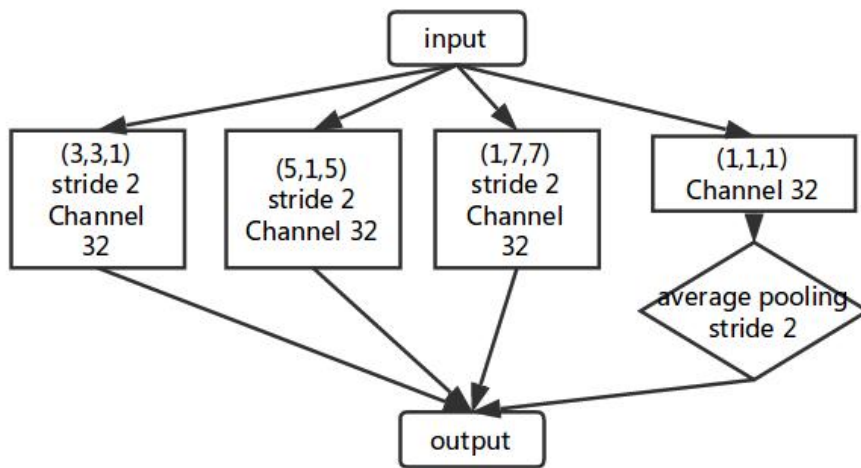 input
(3,3,1)
stride 2
Channel
32
(5,1,5)
stride 2
Channel 32
(1,7,7)
stride 2
Channel
32
(1,1,1)
Channel 32
average pooling
stride 2
output